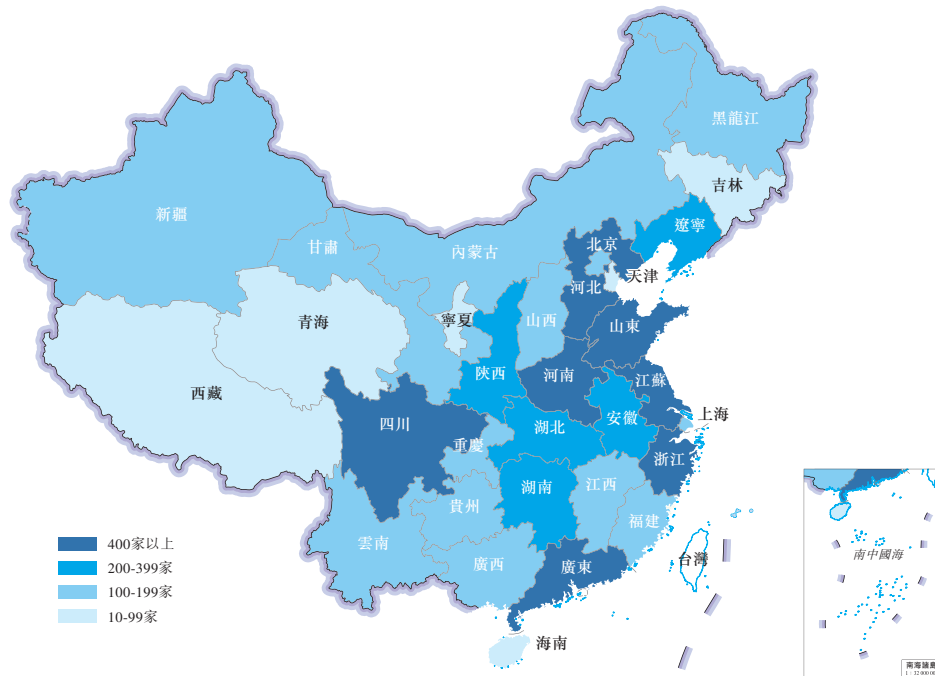 黑龍江
吉林
新疆
遼寧
甘肅
內蒙古
北京
天津
河北
青海
寧夏
山西
山東
陝西
河南
江蘇
西藏
上海
四川
安徽
湖北
重慶
浙江
湖南
江西
貴州
福建
雲南
廣西
廣東
台灣
海南
400家以上
200-399家
100-199家
10-99家
南中國海